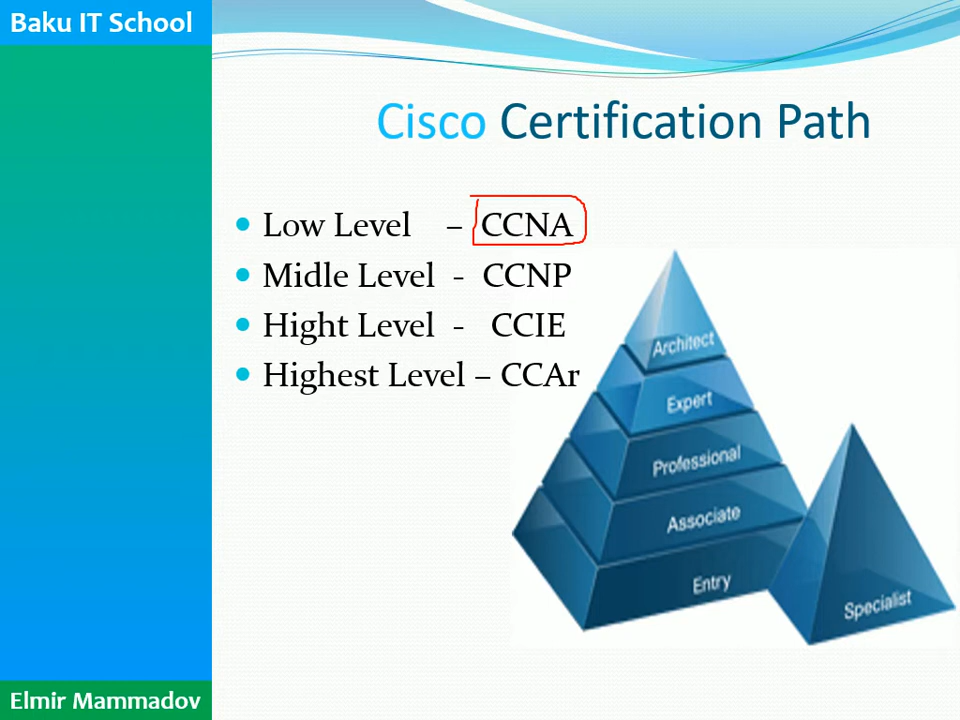 Baku IT School
Cisco Certification Path
Low Level – CCNA
Midle Level - CCNP
Hight Level - CCIE
Highest Level – CCAr
Architect
Expert
Professional
Associate
Entry
Specialist
Elmir Mammadov